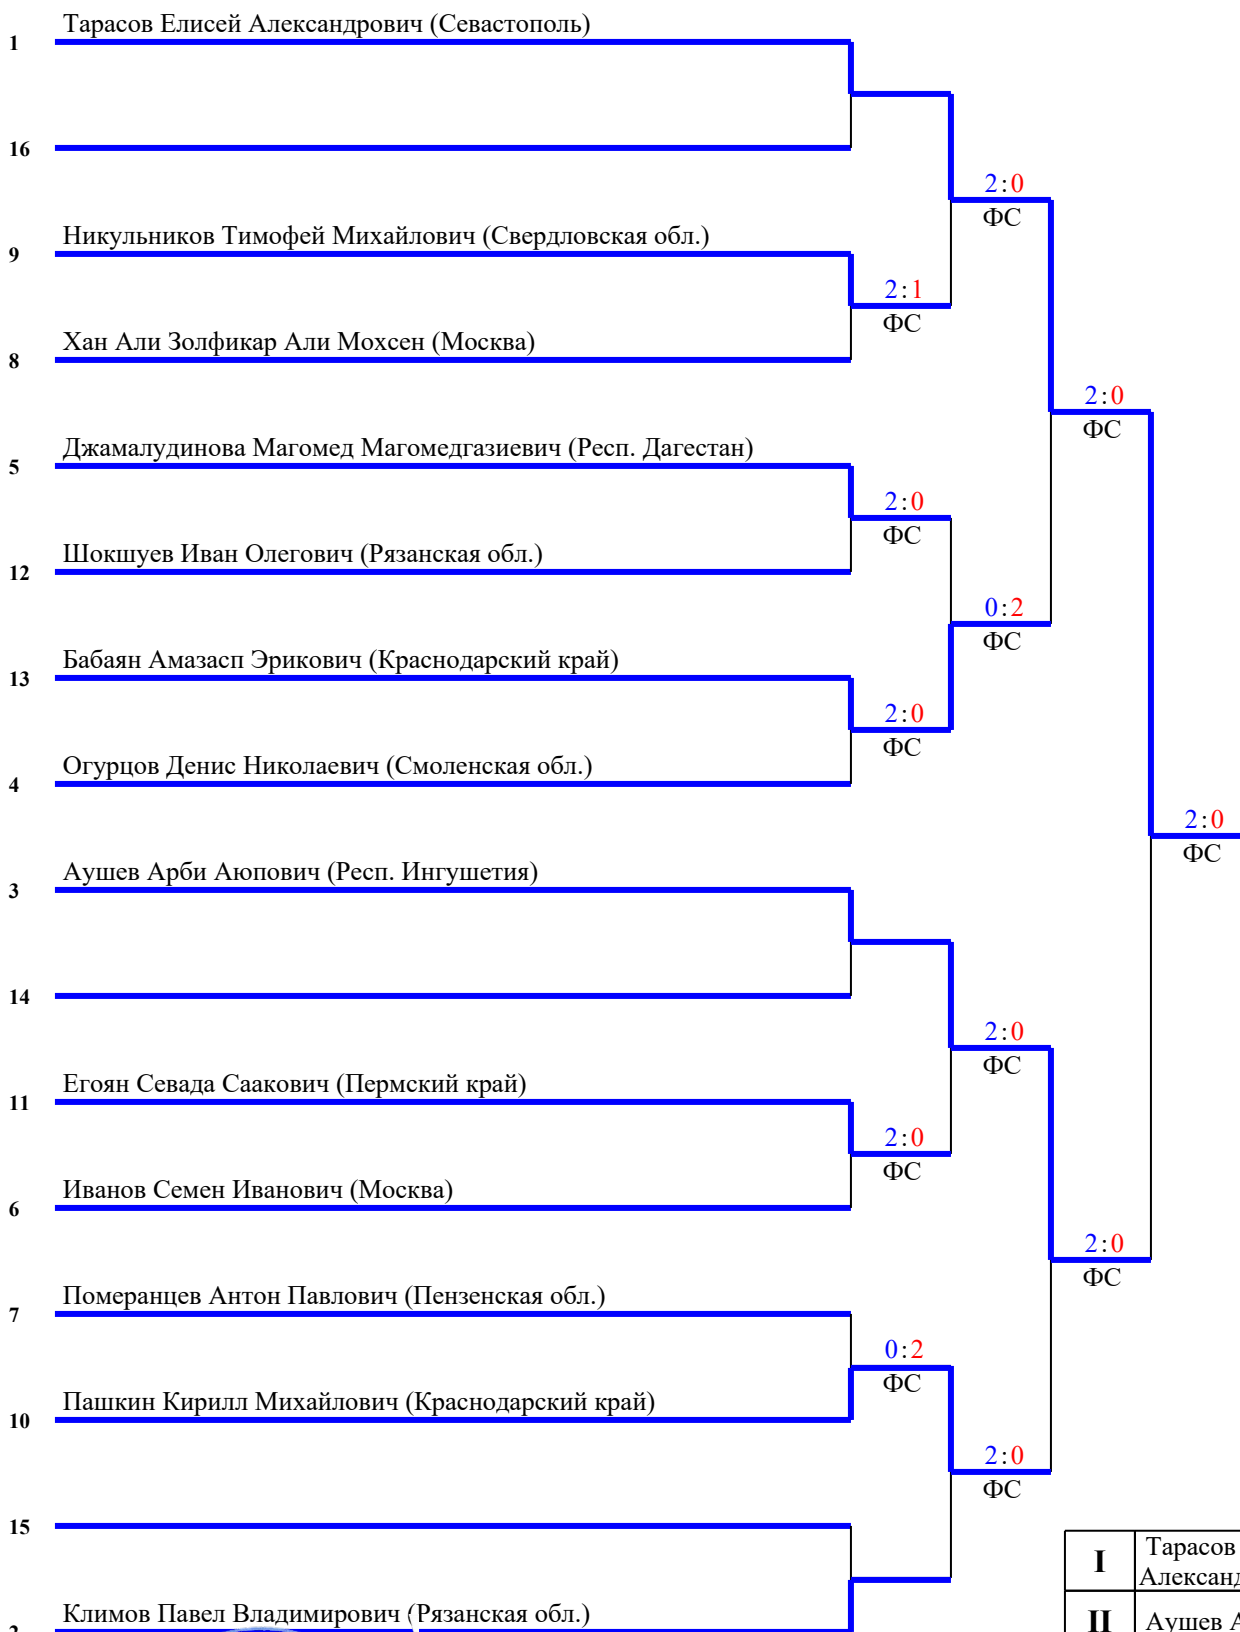 Тарасов Елисей Александрович (Севастополь)
1
16
2:0
ФС
Никульников Тимофей Михайлович (Свердловская обл.)
9
2:1
ФС
Хан Али Золфикар Али Мохсен (Москва)
8
2:0
ФС
Джамалудинова Магомед Магомедгазиевич (Респ. Дагестан)
5
2:0
ФС
Шокшуев Иван Олегович (Рязанская обл.)
12
0:2
ФС
Бабаян Амазасп Эрикович (Краснодарский край)
13
2:0
ФС
Огурцов Денис Николаевич (Смоленская обл.)
4
2:0
ФС
Аушев Арби Аюпович (Респ. Ингушетия)
3
14
2:0
ФС
Егоян Севада Саакович (Пермский край)
11
2:0
ФС
Иванов Семен Иванович (Москва)
6
2:0
ФС
Померанцев Антон Павлович (Пензенская обл.)
7
0:2
ФС
Пашкин Кирилл Михайлович (Краснодарский край)
10
2:0
ФС
15
I
Тарасов
Климов Павел Владимирович (Рязанская обл.)
II
Аушев